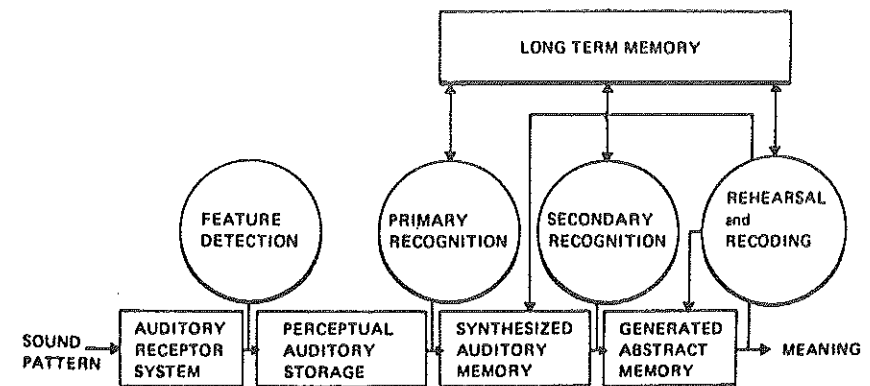 LONG TERM MEMORY
FEATURE
DETECTION
PRIMARY
RECOGNITION
SECONDARY
RECOGNITION
REHEARSAL
and
RECODING
SOUND
PATTERN
AUDITORY
RECEPTOR
SYSTEM
PERCEPTUAL
AUDITORY
STORAGE
SYNTHESIZED
AUDITORY
MEMORY
GENERATED
ABSTRACT
MEMORY
MEANING